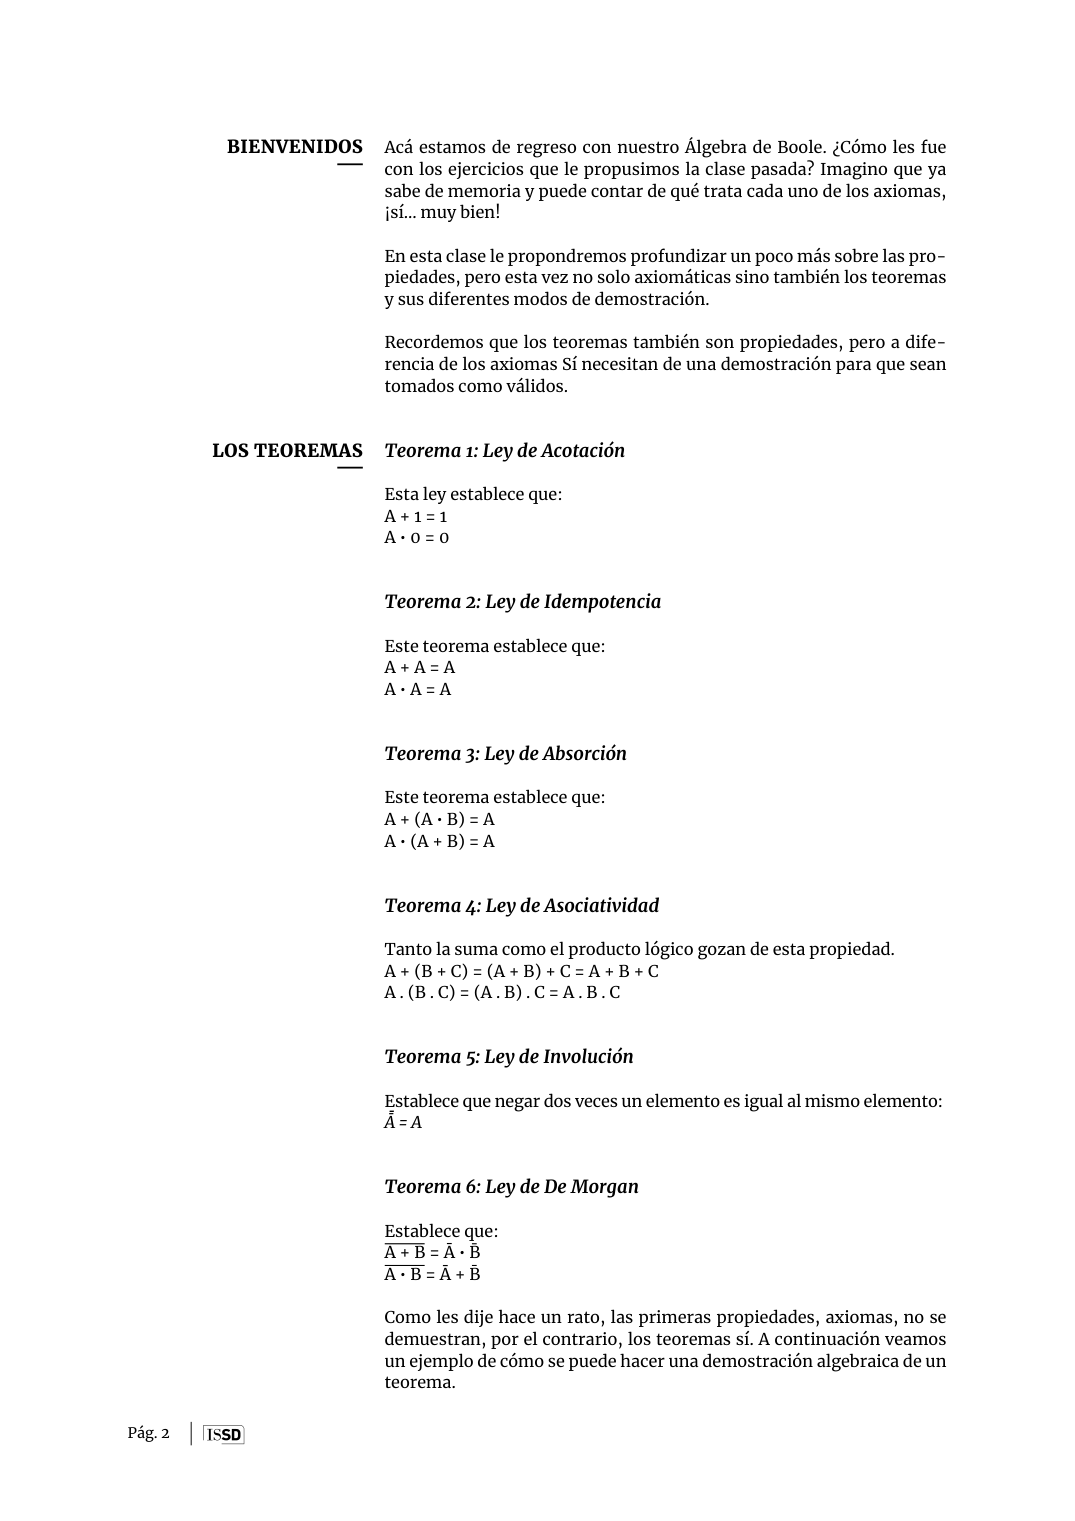 BIENVENIDOS
Acá estamos de regreso con nuestro Álgebra de Boole. ¿Cómo les fue
con los ejercicios que le propusimos la clase pasada? Imagino que ya
sabe de memoria y puede contar de qué trata cada uno de los axiomas,
¡sí... muy bien!
En esta clase le propondremos profundizar un poco más sobre las pro-
piedades, pero esta vez no solo axiomáticas sino también los teoremas
y sus diferentes modos de demostración.
Recordemos que los teoremas también son propiedades, pero a dife-
rencia de los axiomas Sí necesitan de una demostración para que sean
tomados como válidos.
LOS TEOREMAS
Teorema 1: Ley de Acotación
Esta ley establece que:
A + 1 = 1
A · 0 = 0
Teorema 2: Ley de Idempotencia
Este teorema establece que:
A + A = A
A · A = A
Teorema 3: Ley de Absorción
Este teorema establece que:
A + (A · B) = A
A · (A + B) = A
Teorema 4: Ley de Asociatividad
Tanto la suma como el producto lógico gozan de esta propiedad.
A + (B + C) = (A + B) + C = A + B + C
A . (B . C) = (A . B) . C = A . B . C
Teorema 5: Ley de Involución
Establece que negar dos veces un elemento es igual al mismo elemento:
A̿ = A
Teorema 6: Ley de De Morgan
Establece que:
A̅ ̅+̅ ̅B̅ = Ā · B̄
A̅ ̅·̅ ̅B̅ = Ā + B̄
Como les dije hace un rato, las primeras propiedades, axiomas, no se
demuestran, por el contrario, los teoremas sí. A continuación veamos
un ejemplo de cómo se puede hacer una demostración algebraica de un
teorema.
Pág. 2
ISSD